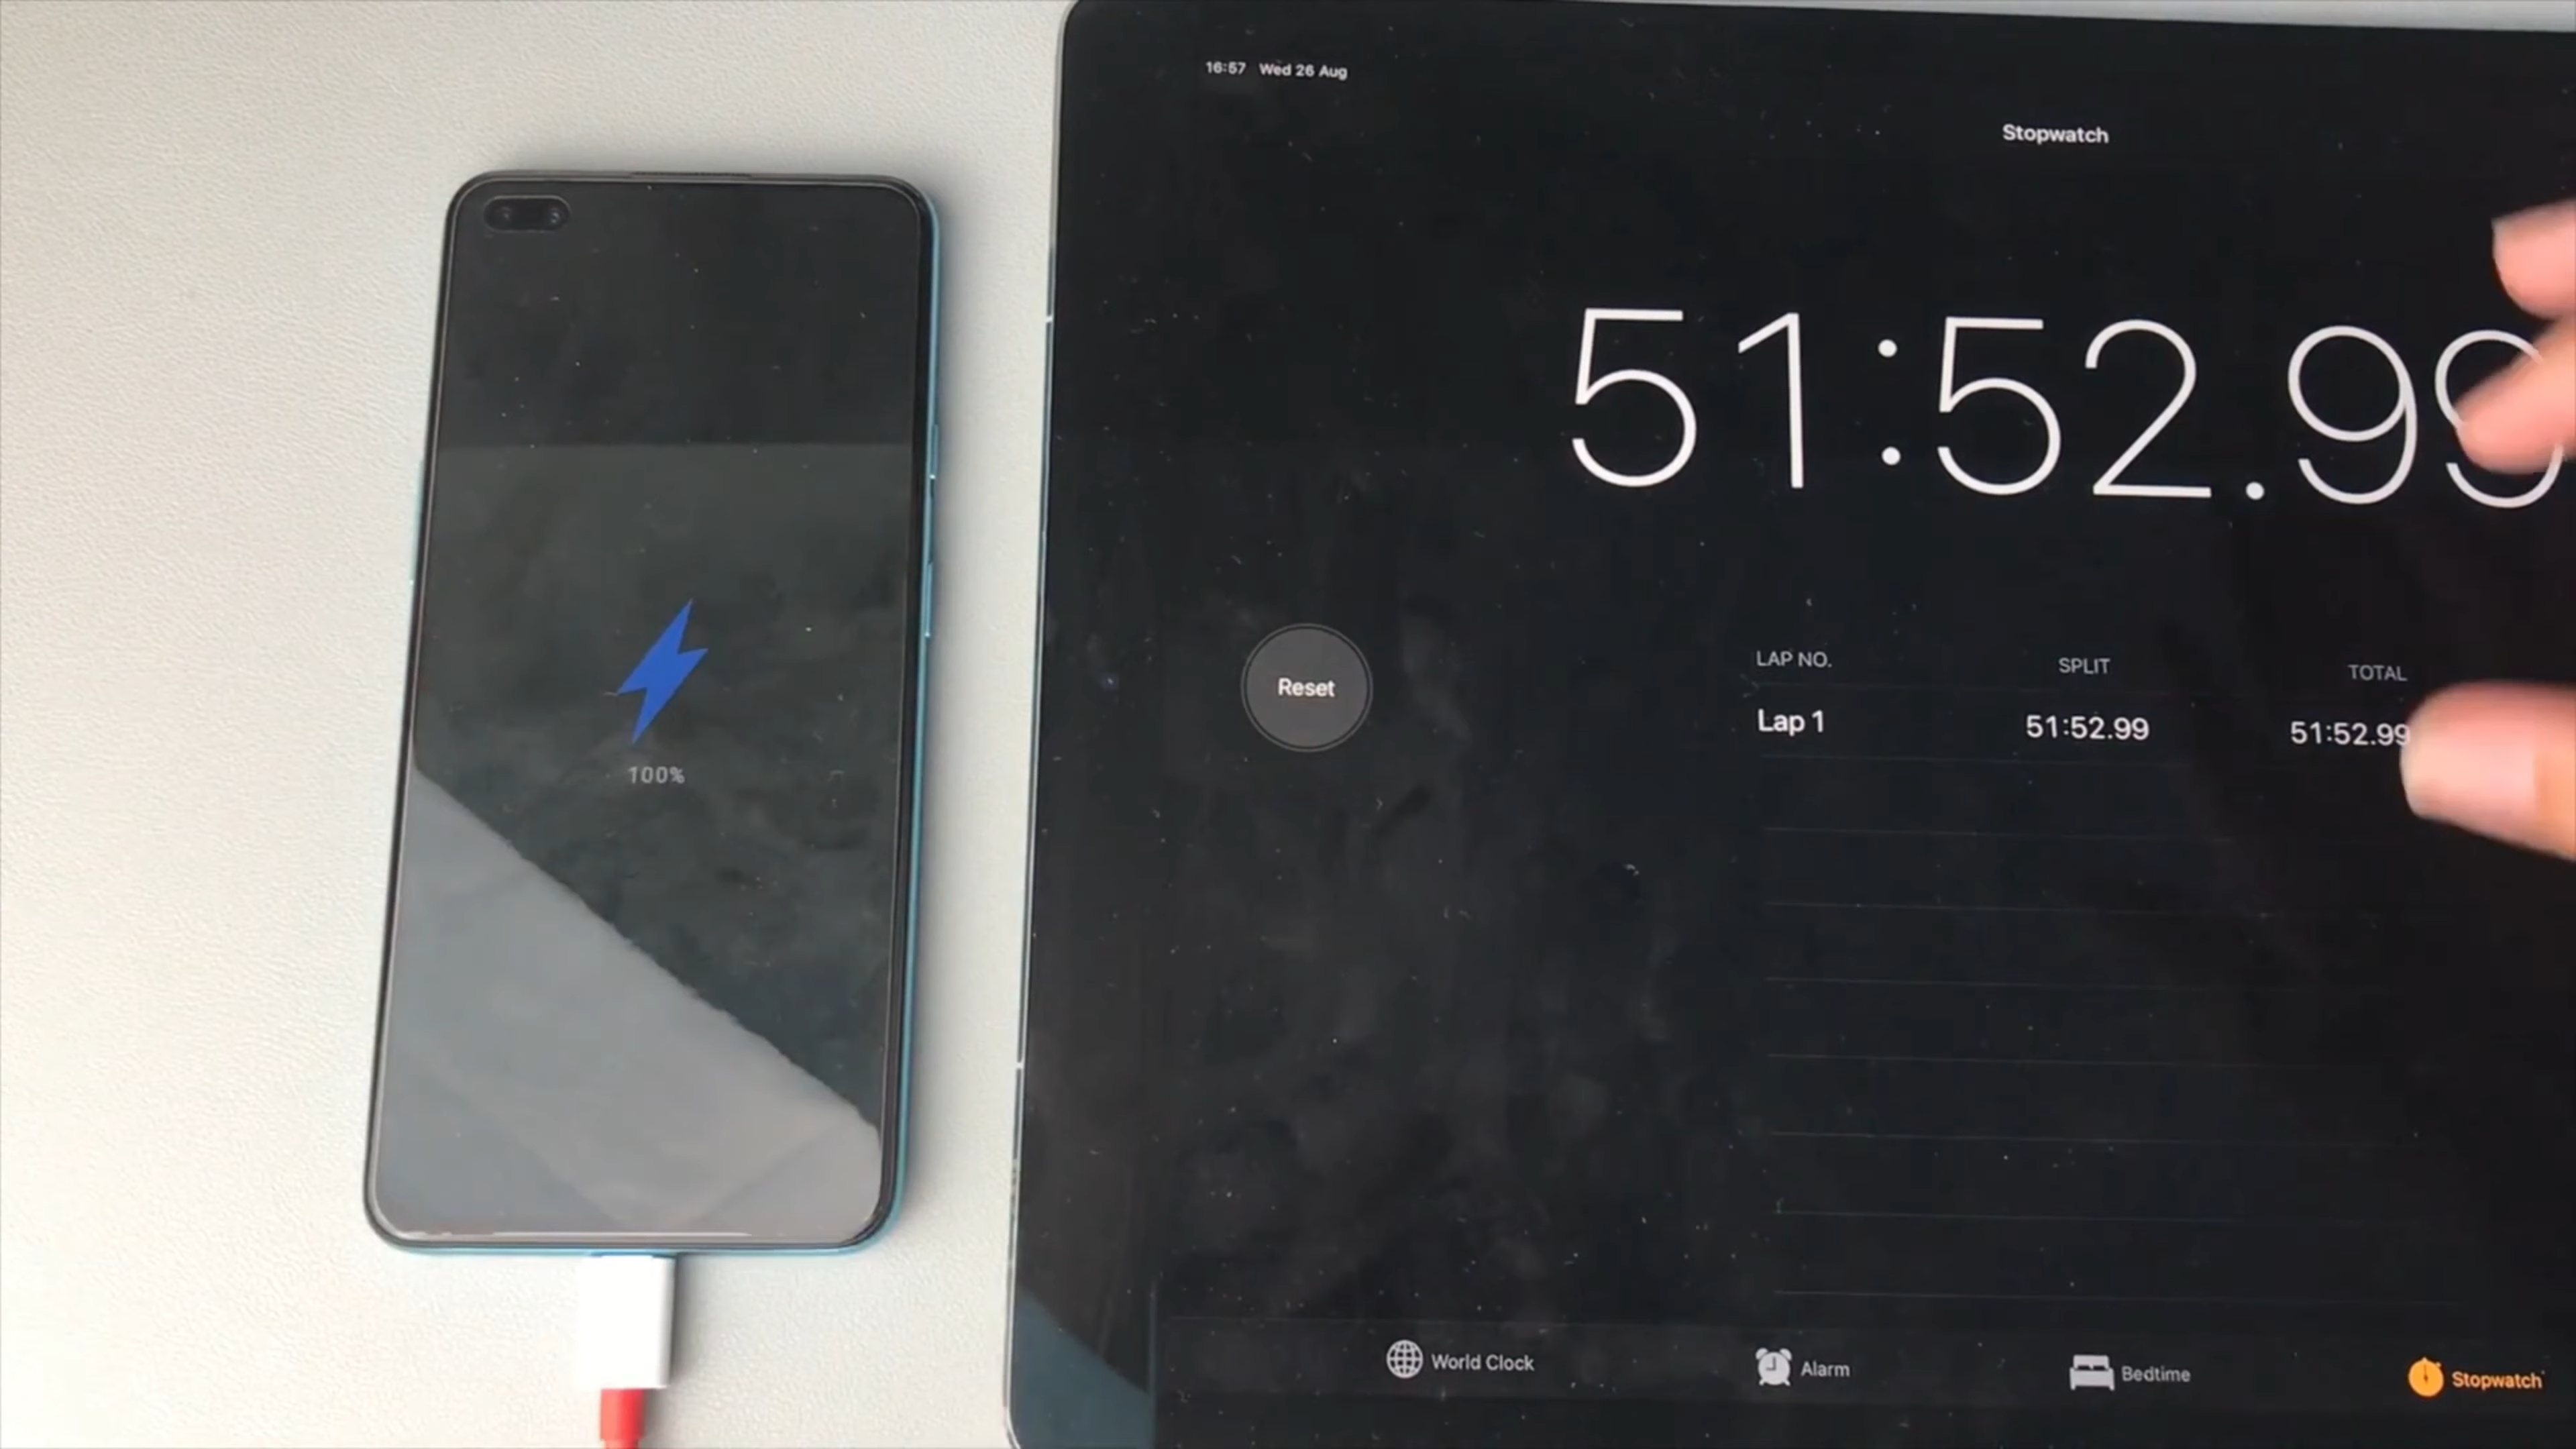 16:57 Wed 26 Aug
Stopwatch
51:52.99
100%
Reset
LAP NO. SPLIT TOTAL
Lap 1 51:52.99 51:52.99
World Clock Alarm Bedtime Stopwatch